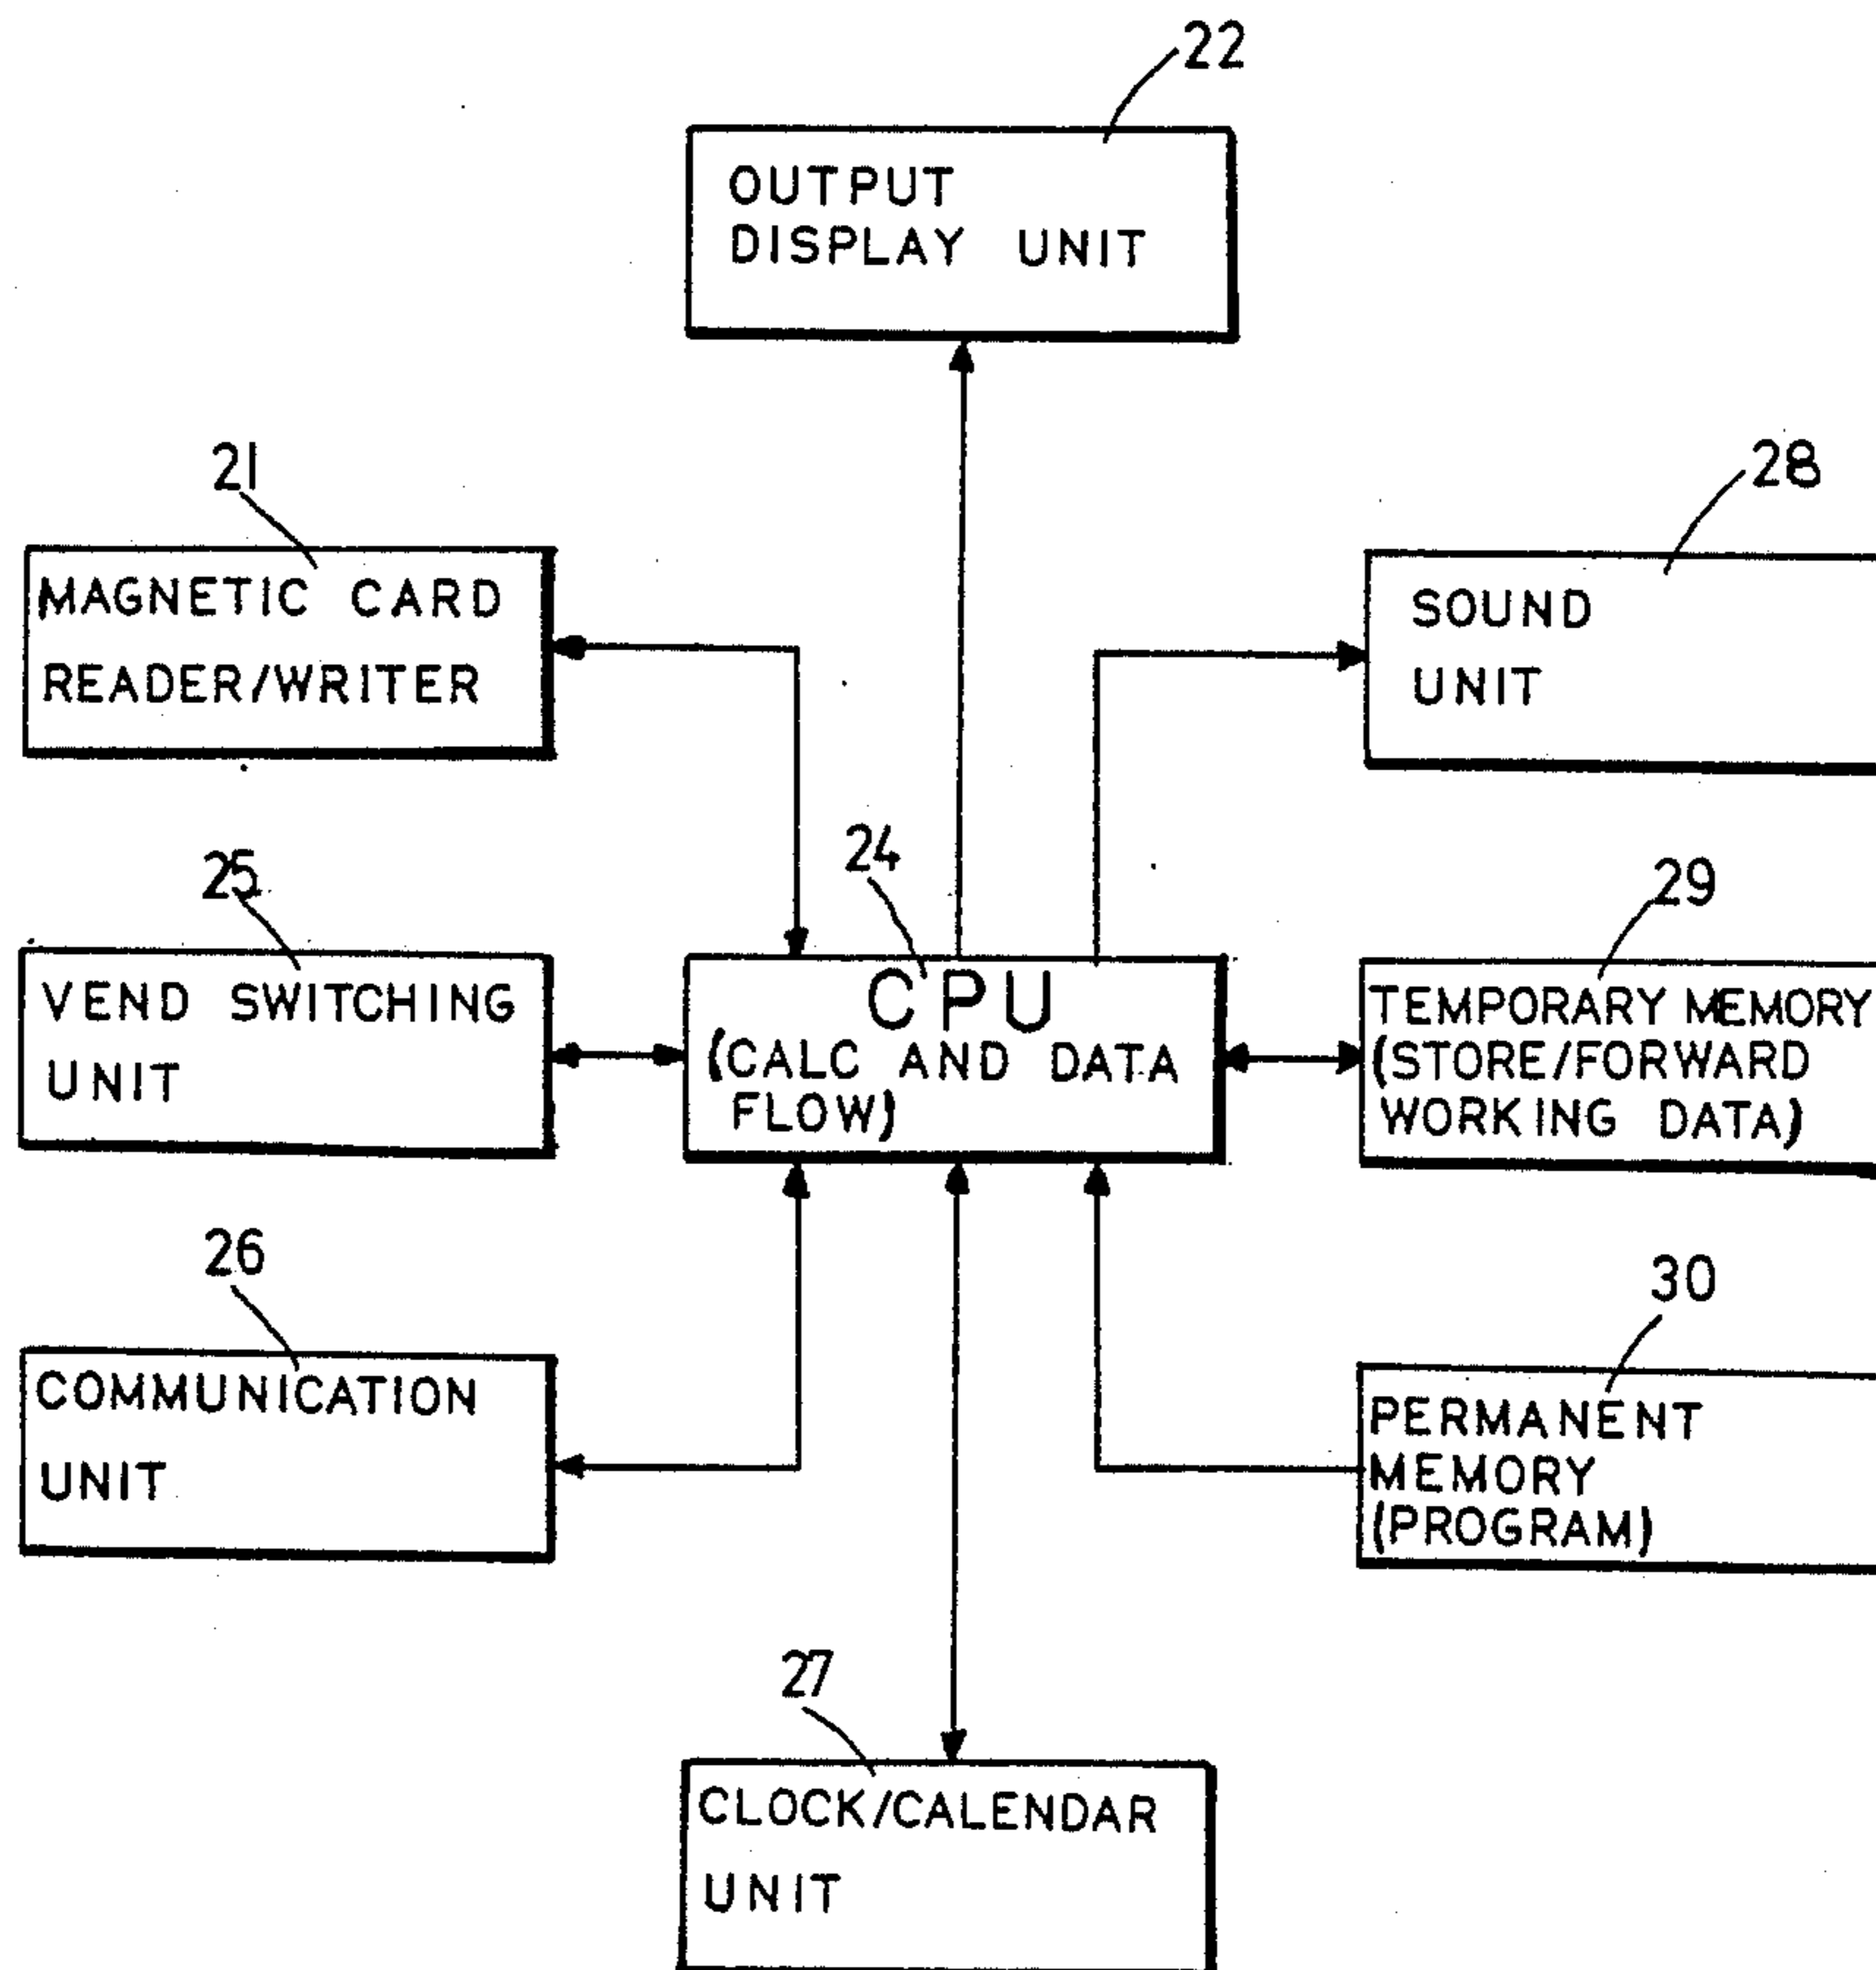 22
OUTPUT
DISPLAY UNIT
21
MAGNETIC CARD
READER/WRITER
28
SOUND
UNIT
25
VEND SWITCHING
UNIT
24
CPU
(CALC AND DATA
FLOW)
29
TEMPORARY MEMORY
(STORE/FORWARD
WORKING DATA)
26
COMMUNICATION
UNIT
30
PERMANENT
MEMORY
(PROGRAM)
27
CLOCK/CALENDAR
UNIT